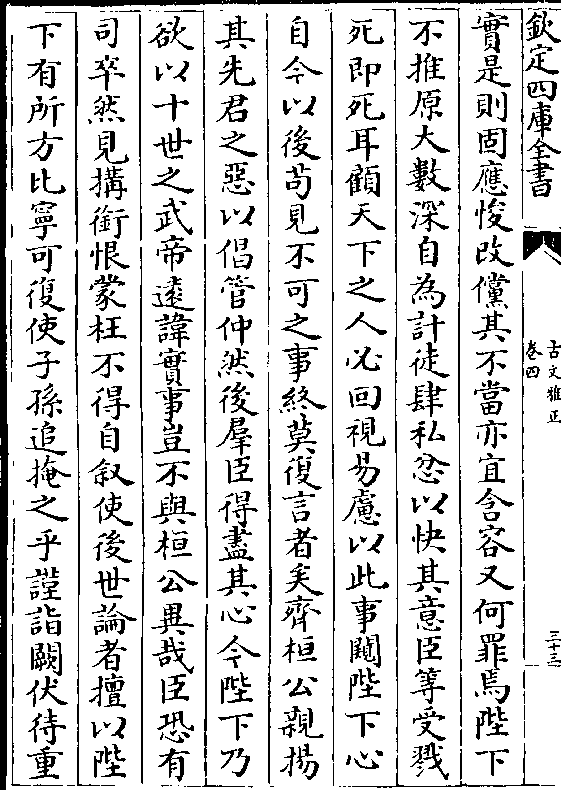 欽定四庫全書
古文雅正
卷四
三十三
實是則固應悛改儻其不當亦宜含容又何罪焉陛下
不推原大數深自為計徒肆私忿以快其意臣等受戮
死即死耳顧天下之人必回視易慮以此事闚陛下心
自今以後苟見不可之事終莫復言者矣齊桓公親揚
其先君之惡以倡管仲然後羣臣得盡其心今陛下乃
欲以十世之武帝遠諱實事豈不與桓公異哉臣恐有
司卒然見搆銜恨蒙枉不得自叙使後世論者擅以陛
下有所方比寧可復使子孫追掩之乎謹詣闕伏待重